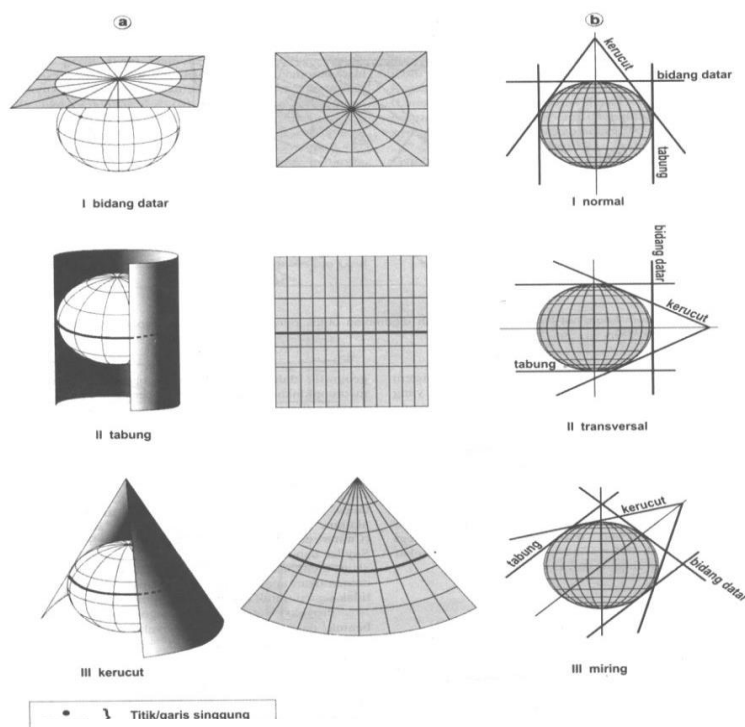 a
b
kerucut
bidang datar
tabung
I bidang datar
I normal
bidang datar
kerucut
tabung
II tabung
II transversal
kerucut
tabung
bidang datar
III kerucut
III miring
} Titik/garis singgung